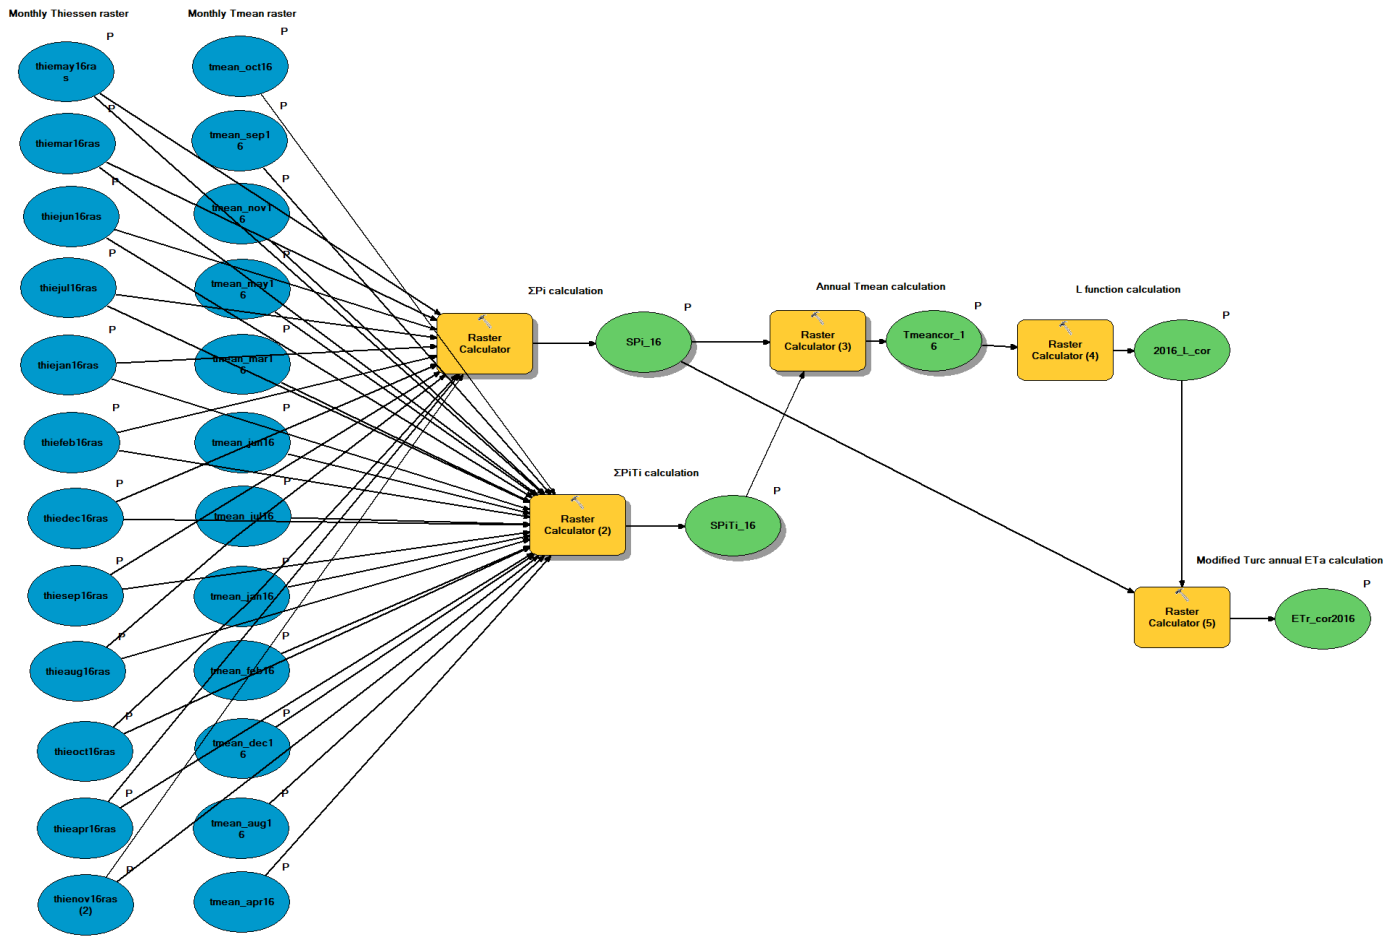 Monthly Thiessen raster
Monthly Tmean raster
P
thiemay16ra
s
P
thiemar16ras
P
thiejun16ras
P
thiejul16ras
P
thiejan16ras
P
thiefeb16ras
P
thiedec16ras
P
thiesep16ras
P
thieaug16ras
P
thieoct16ras
P
thieapr16ras
P
thienov16ras
(2)
P
tmean_oct16
P
tmean_sep1
6
P
tmean_nov1
6
P
tmean_may1
6
P
tmean_mar1
6
P
tmean_jun16
P
tmean_jul16
P
tmean_jan16
P
tmean_feb16
P
tmean_dec1
6
P
tmean_aug1
6
P
tmean_apr16
ΣPi calculation
Raster
Calculator
P
SPi_16
ΣPiTi calculation
Raster
Calculator (2)
P
SPiTi_16
Annual Tmean calculation
Raster
Calculator (3)
P
Tmeancor_1
6
L function calculation
Raster
Calculator (4)
P
2016_L_cor
Modified Turc annual ETa calculation
Raster
Calculator (5)
P
ETr_cor2016